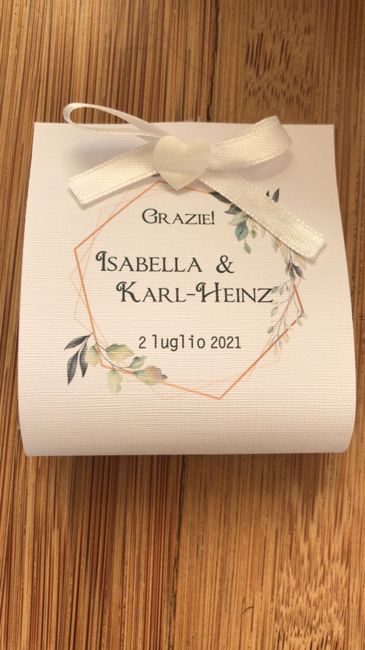 Grazie!
Isabella &
Karl-Heinz
2 luglio 2021